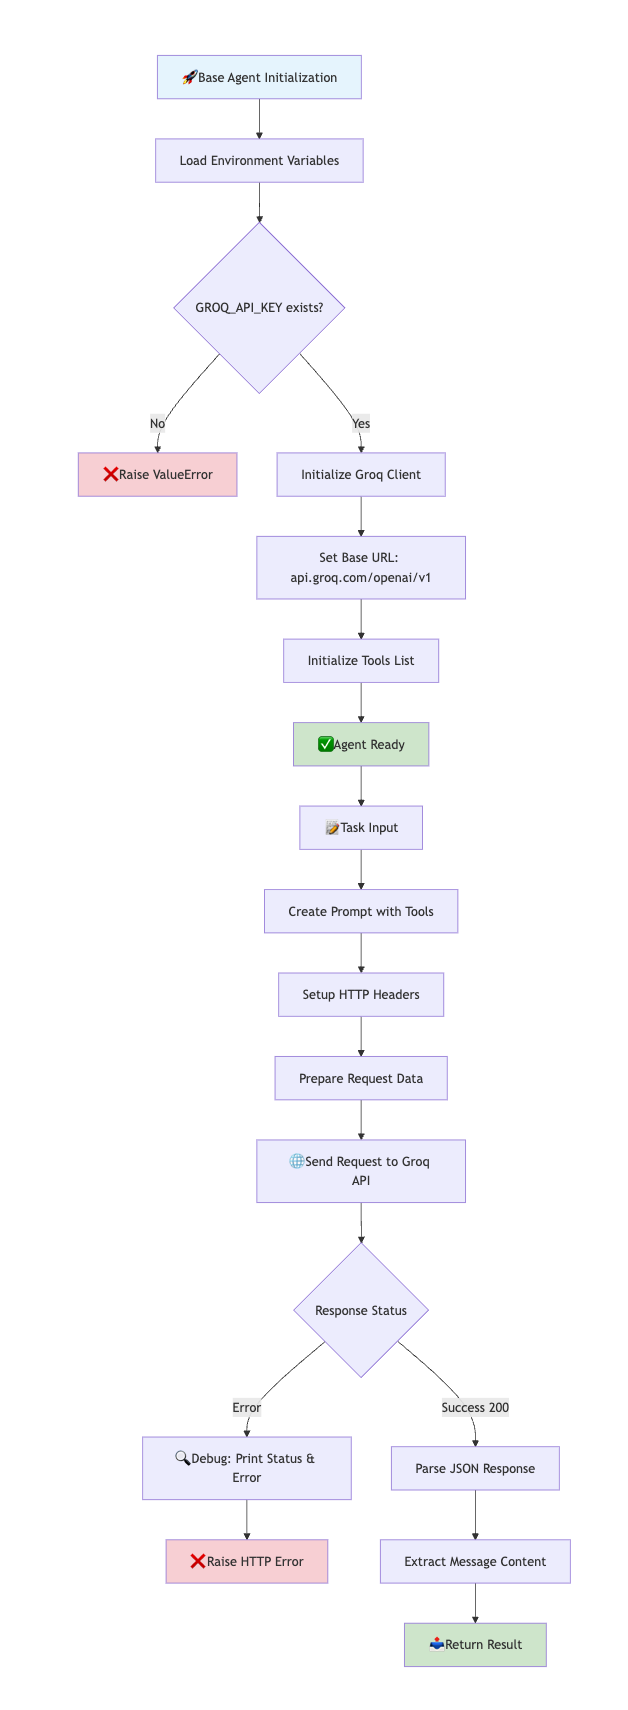 🚀Base Agent Initialization
Load Environment Variables
GROQ_API_KEY exists?
No
Yes
❌Raise ValueError
Initialize Groq Client
Set Base URL:
api.groq.com/openai/v1
Initialize Tools List
✅Agent Ready
📝Task Input
Create Prompt with Tools
Setup HTTP Headers
Prepare Request Data
🌐Send Request to Groq
API
Response Status
Error
Success 200
🔍Debug: Print Status &
Error
Parse JSON Response
❌Raise HTTP Error
Extract Message Content
📤Return Result